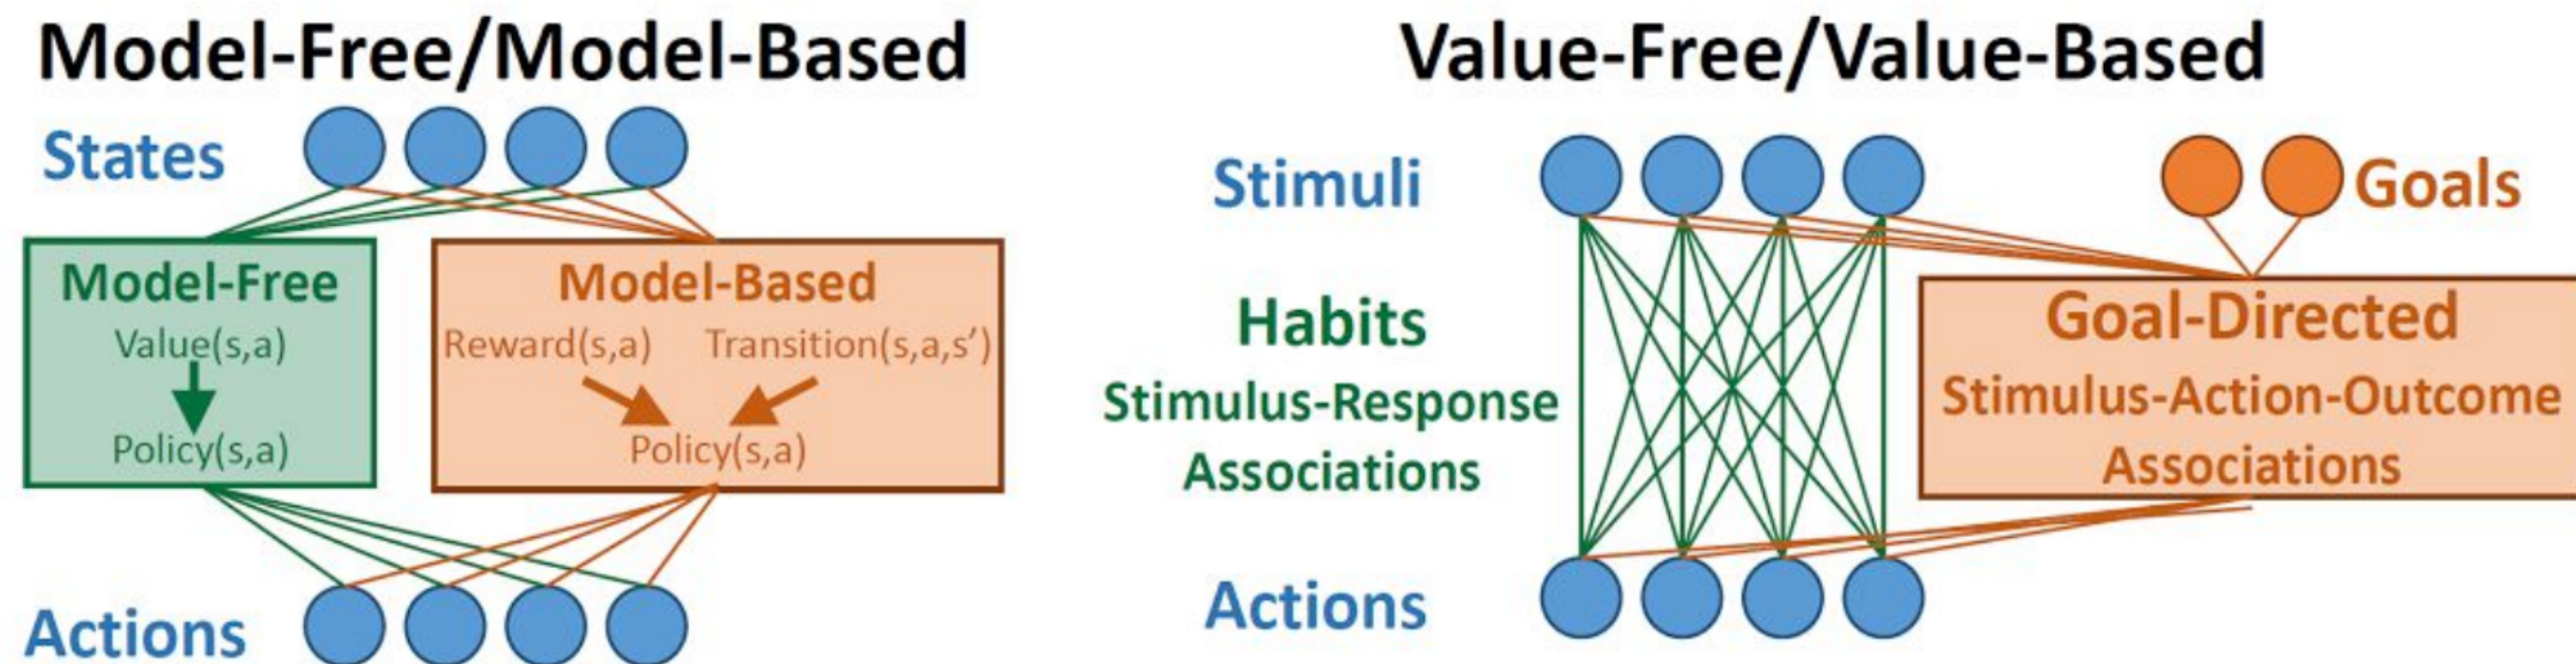 Model-Free/Model-Based
States
Model-Free
Value(s,a)
Policy(s,a)
Model-Based
Reward(s,a) Transition(s,a,s′)
Policy(s,a)
Actions
Value-Free/Value-Based
Stimuli
Goals
Habits
Stimulus-Response
Associations
Goal-Directed
Stimulus-Action-Outcome
Associations
Actions